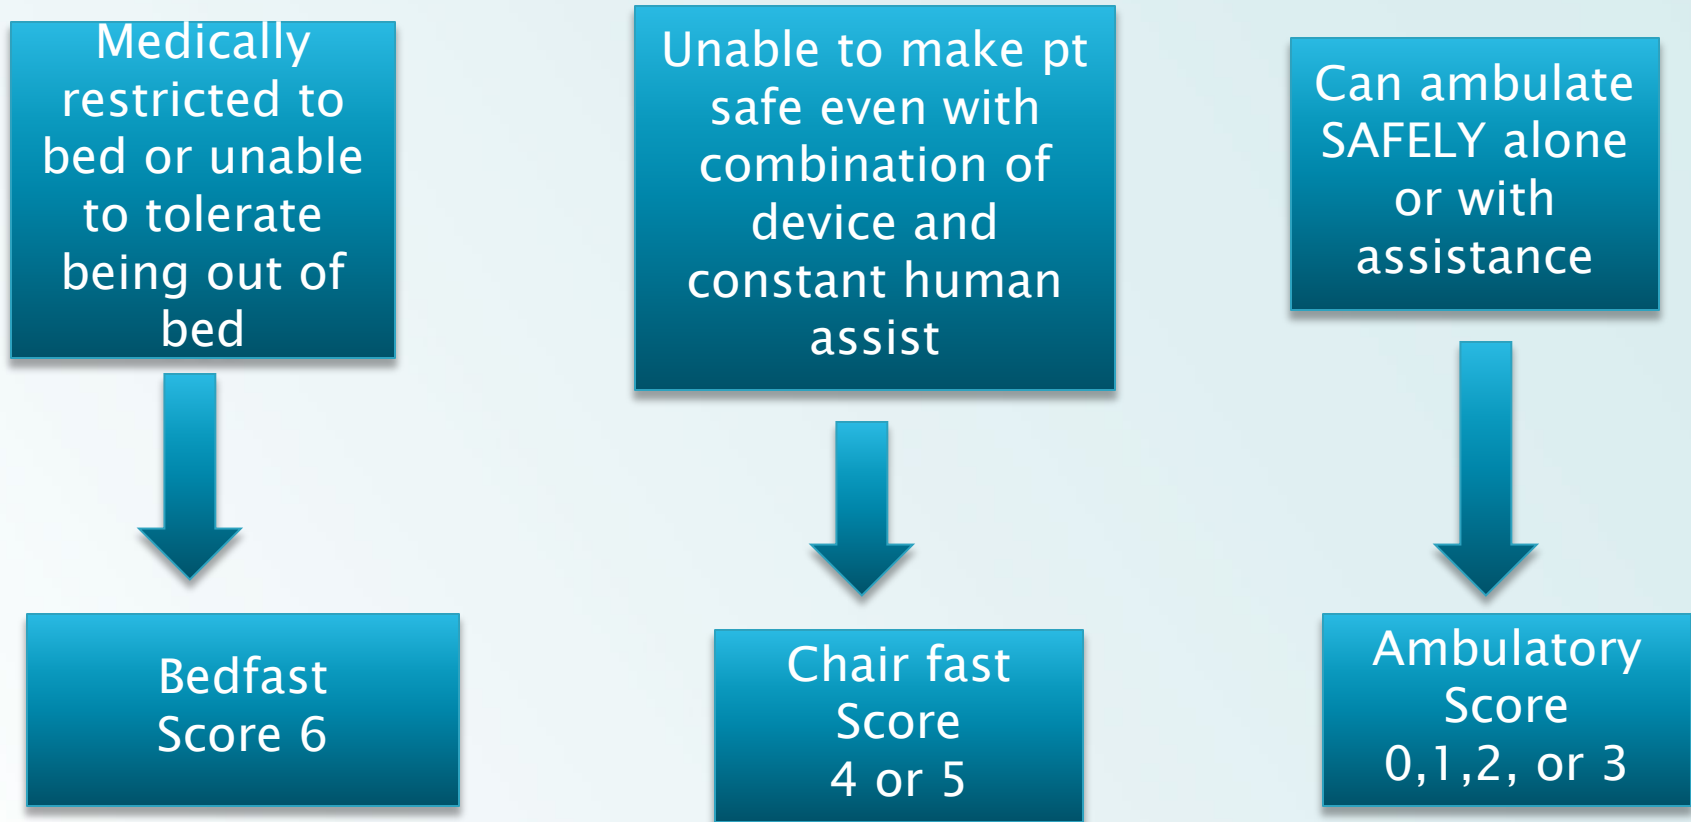 Medically
restricted to
bed or unable
to tolerate
being out of
bed
Unable to make pt
safe even with
combination of
device and
constant human
assist
Can ambulate
SAFELY alone
or with
assistance
Bedfast
Score 6
Chair fast
Score
4 or 5
Ambulatory
Score
0,1,2, or 3